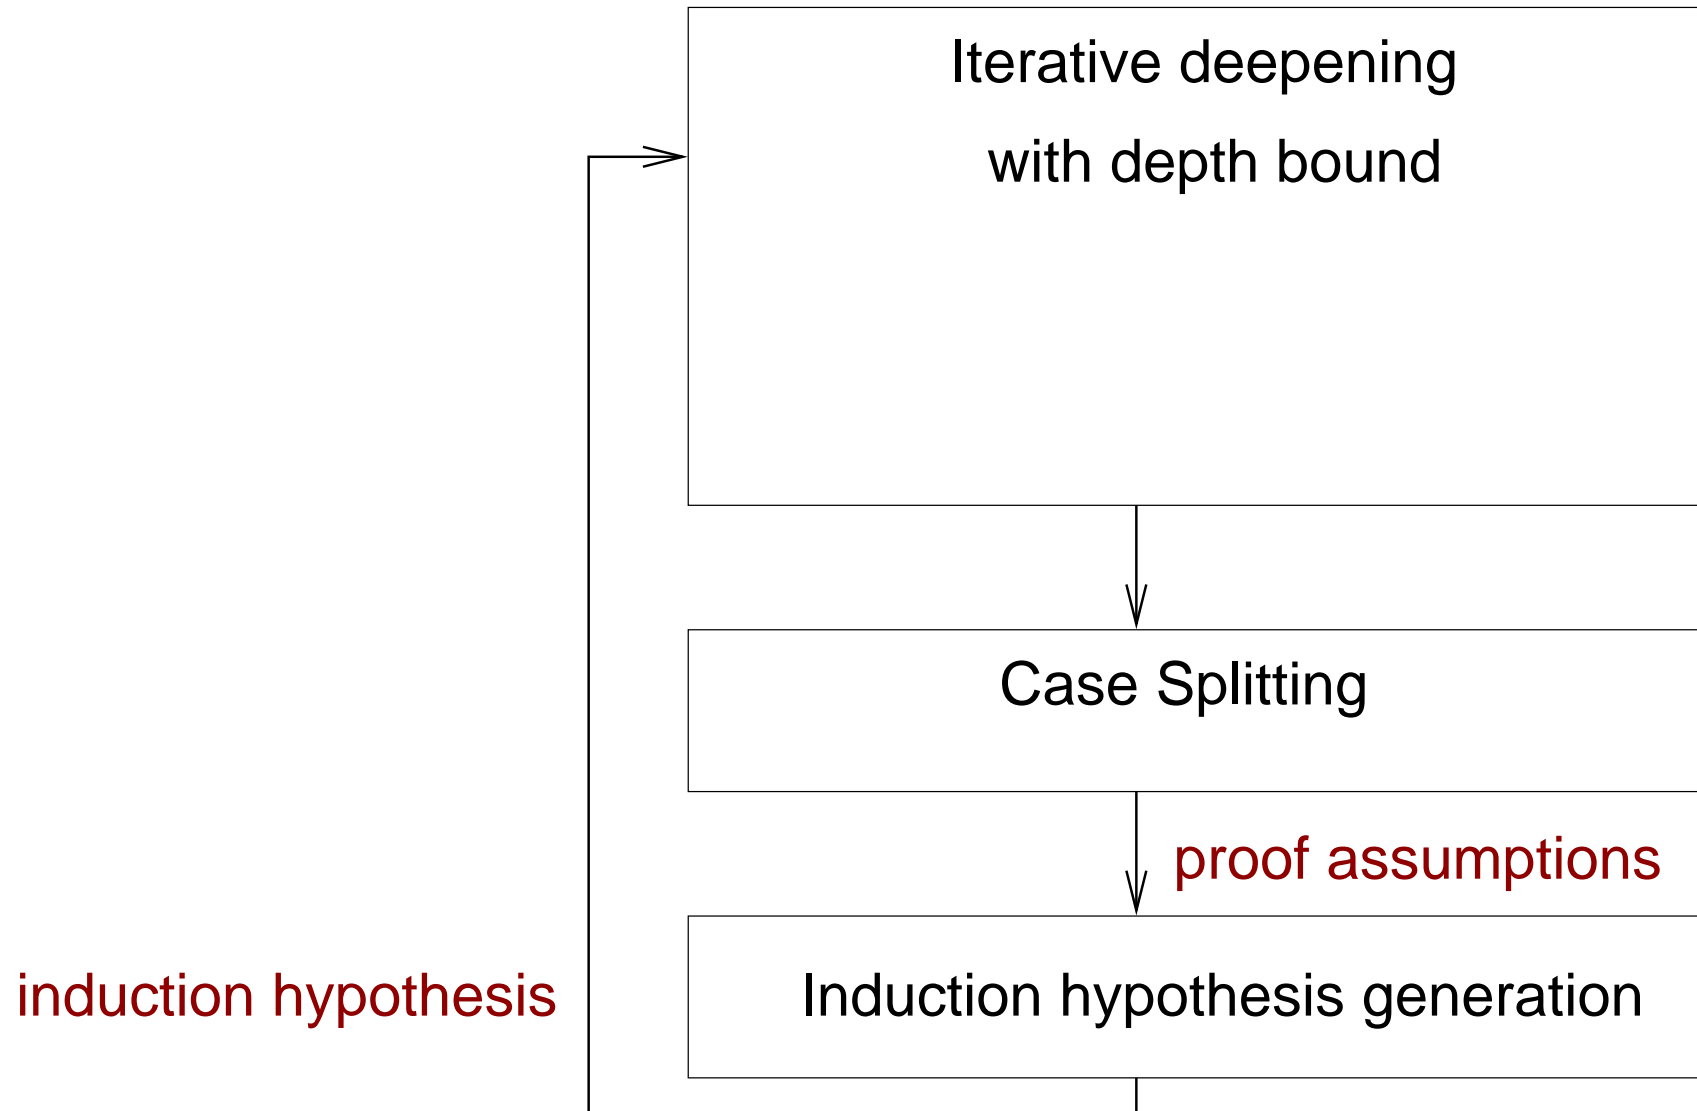 Iterative deepening
with depth bound
Case Splitting
proof assumptions
induction hypothesis
Induction hypothesis generation